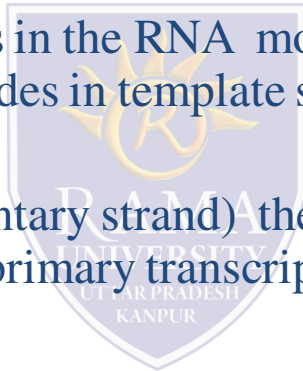 s in the RNA mo
des in template s
ntary strand) the
primary transcrip
RAMA
UNIVERSITY
UTTAR PRADESH
KANPUR